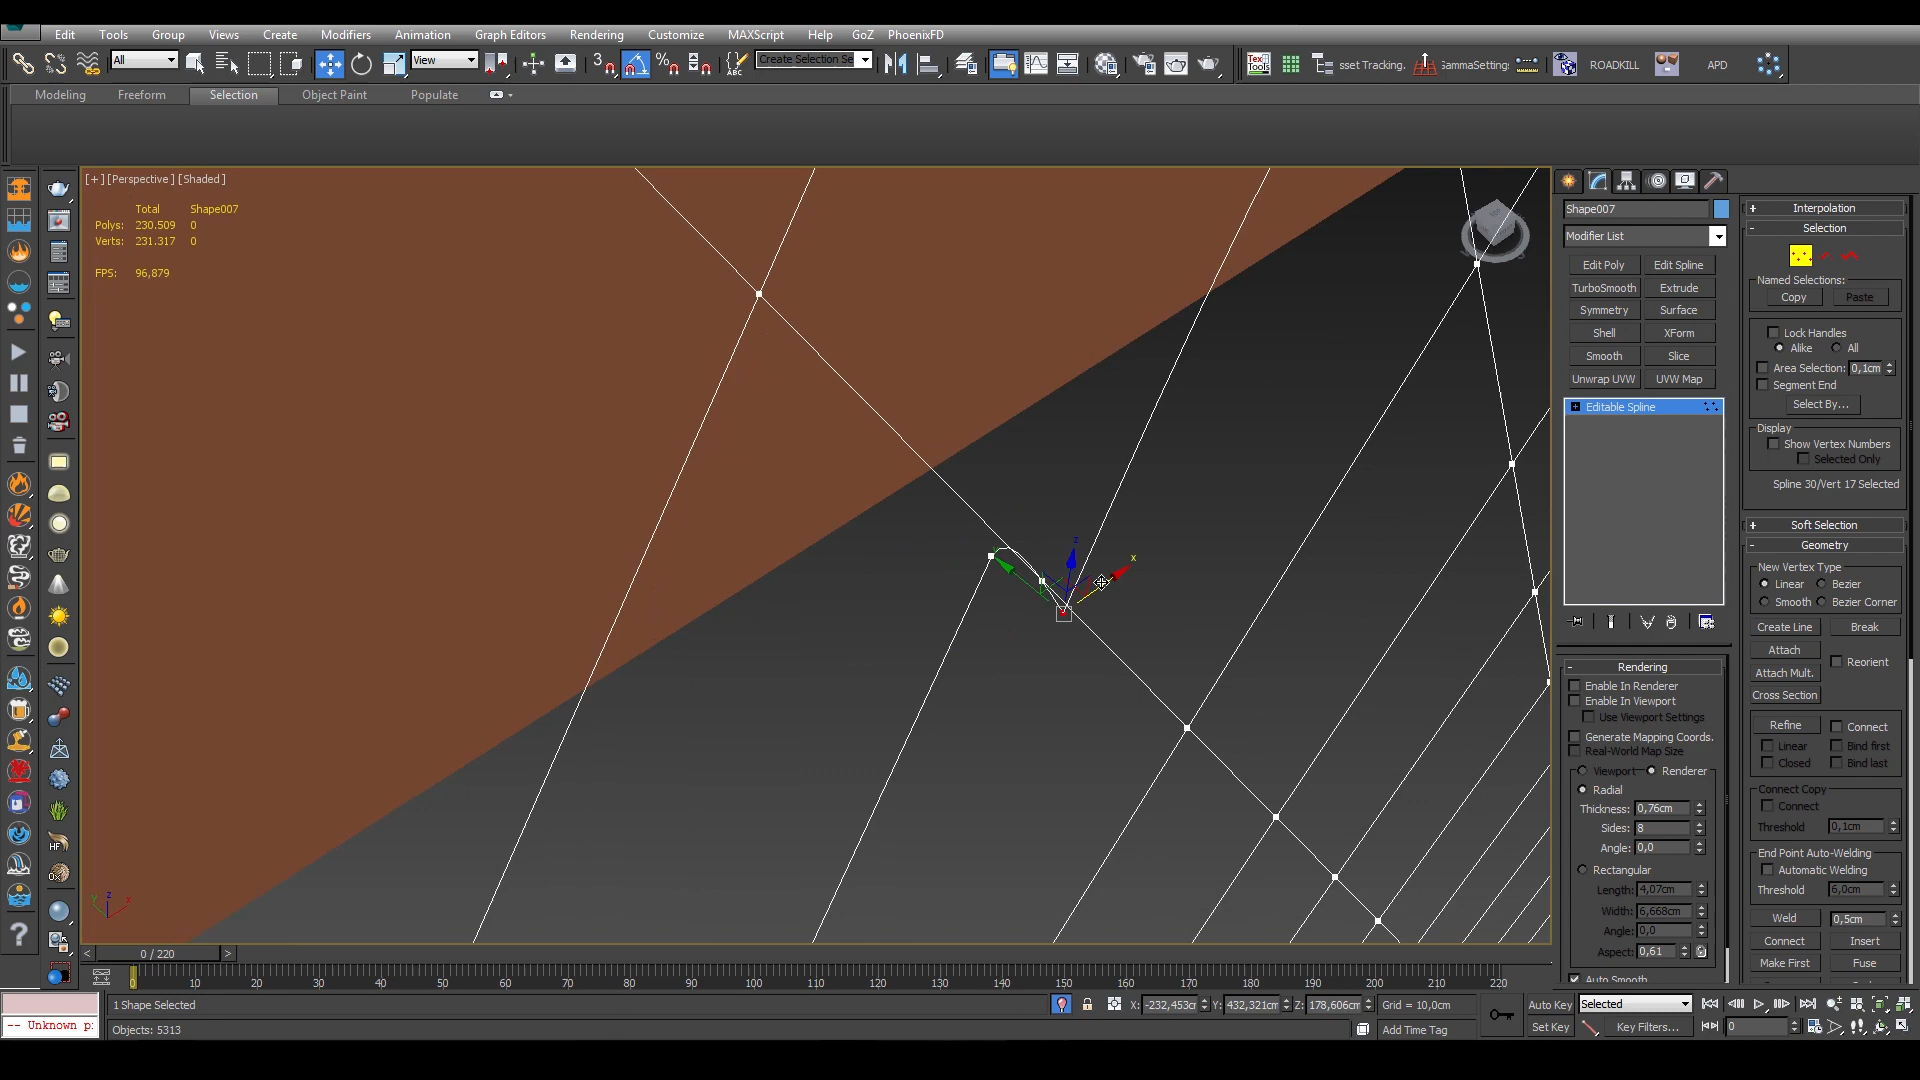 Edit Tools Group Views Create Modifiers Animation Graph Editors Rendering Customize MAXScript Help GoZ PhoenixFD
All View 3 Create Selection Se TexTools sset Tracking. GammaSetting: ROADKILL APD
Modeling Freeform Selection Object Paint Populate
[+] [Perspective] [Shaded]
Total Shape007
Polys: 230.509 0
Verts: 231.317 0
FPS: 96,879
z
x
Shape007
Modifier List
Edit Poly Edit Spline
TurboSmooth Extrude
Symmetry Surface
Shell XForm
Smooth Slice
Unwrap UVW UVW Map
Editable Spline
Rendering
Enable In Renderer
Enable In Viewport
Use Viewport Settings
Generate Mapping Coords.
Real-World Map Size
Viewport Renderer
Radial
Thickness: 0,76cm
Sides: 8
Angle: 0,0
Rectangular
Length: 4,07cm
Width: 6,668cm
Angle: 0,0
Aspect: 0,61
Auto Smooth
+ Interpolation
- Selection
Named Selections:
Copy Paste
Lock Handles
Alike All
Area Selection: 0,1cm
Segment End
Select By...
Display
Show Vertex Numbers
Selected Only
Spline 30/Vert 17 Selected
+ Soft Selection
- Geometry
New Vertex Type
Linear Bezier
Smooth Bezier Corner
Create Line Break
Attach
Reorient
Attach Mult.
Cross Section
Refine Connect
Linear Bind first
Closed Bind last
Connect Copy
Connect
Threshold 0,1cm
End Point Auto-Welding
Automatic Welding
Threshold 6,0cm
Weld 0,5cm
Connect Insert
Make First Fuse
HF
?
y z x
< 0 / 220 >
0 10 20 30 40 50 60 70 80 90 100 110 120 130 140 150 160 170 180 190 200 210 220
1 Shape Selected X: -232,453cr Y: 432,321cm Z: 178,606cm Grid = 10,0cm Auto Key Selected
-- Unknown p: Objects: 5313 Add Time Tag Set Key Key Filters... 0